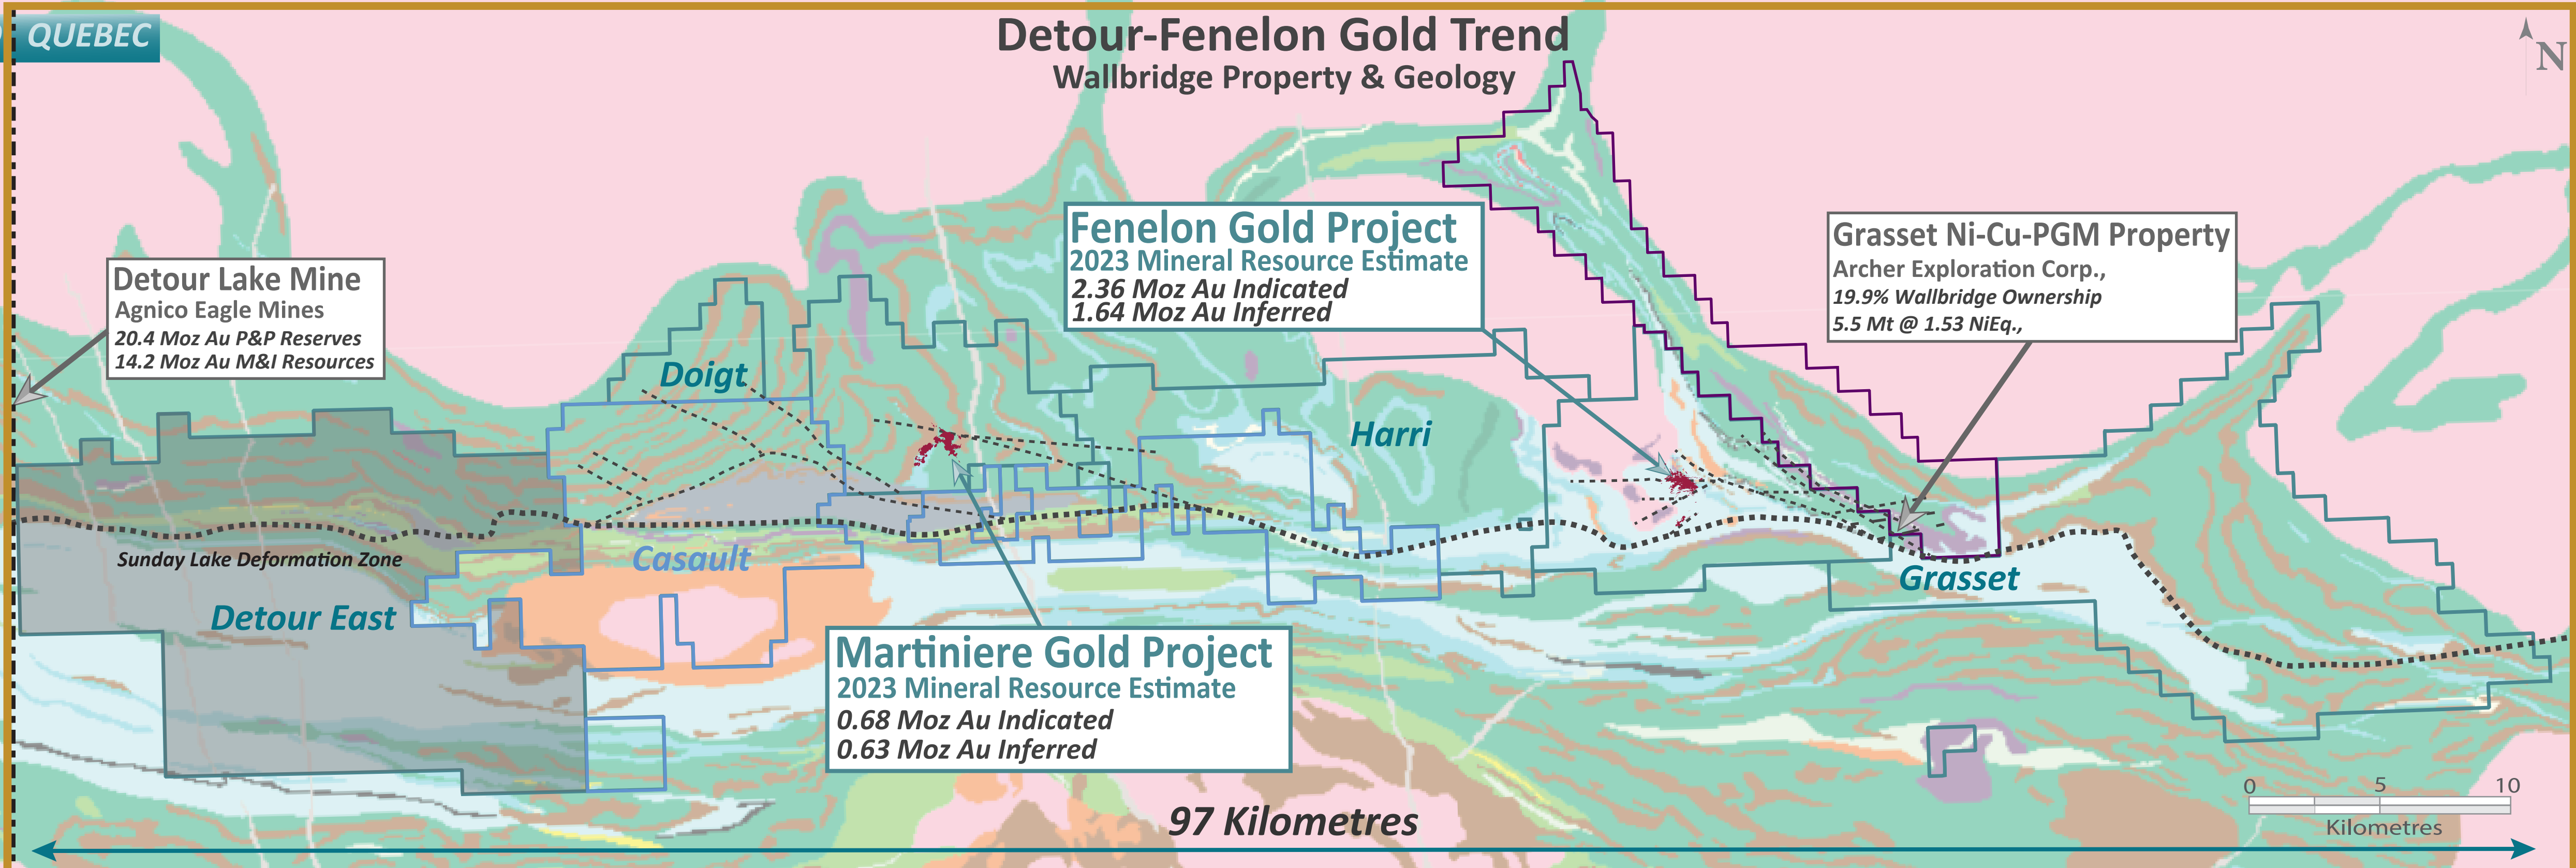 QUEBEC
Detour-Fenelon Gold Trend
Wallbridge Property & Geology
N
Fenelon Gold Project
2023 Mineral Resource Estimate
2.36 Moz Au Indicated
1.64 Moz Au Inferred
Grasset Ni-Cu-PGM Property
Archer Exploration Corp.,
19.9% Wallbridge Ownership
5.5 Mt @ 1.53 NiEq.,
Detour Lake Mine
Agnico Eagle Mines
20.4 Moz Au P&P Reserves
14.2 Moz Au M&I Resources
Doigt
Harri
Sunday Lake Deformation Zone
Casault
Grasset
Detour East
Martiniere Gold Project
2023 Mineral Resource Estimate
0.68 Moz Au Indicated
0.63 Moz Au Inferred
0 5 10
Kilometres
97 Kilometres